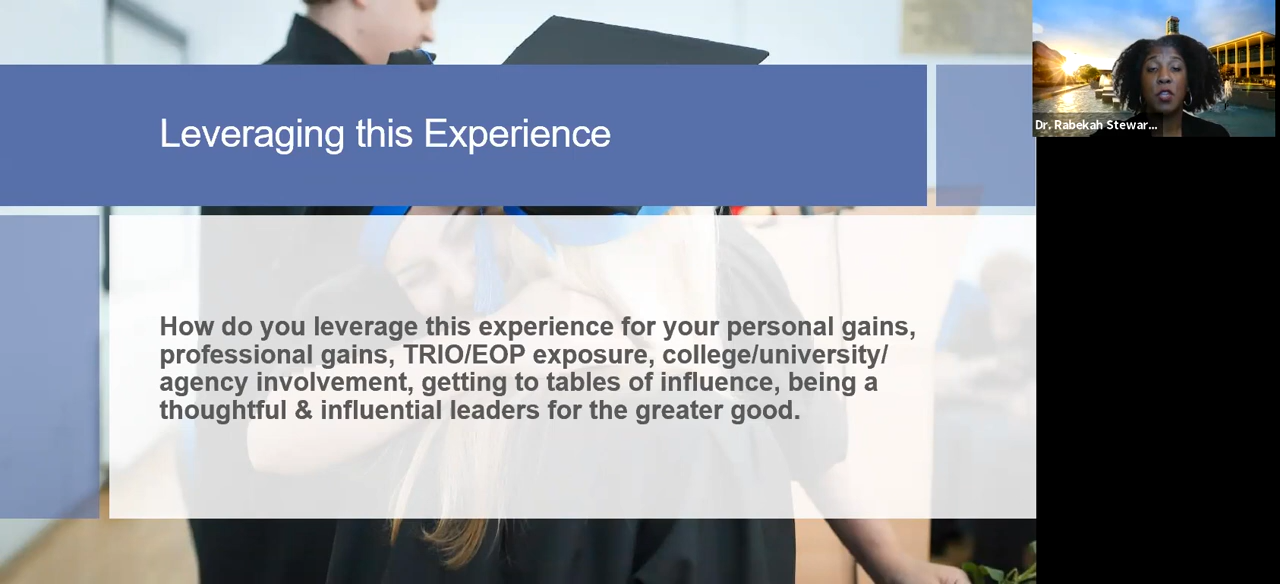 Leveraging this Experience
How do you leverage this experience for your personal gains,
professional gains, TRIO/EOP exposure, college/university/
agency involvement, getting to tables of influence, being a
thoughtful & influential leaders for the greater good.
Dr. Rabekah Stewar...